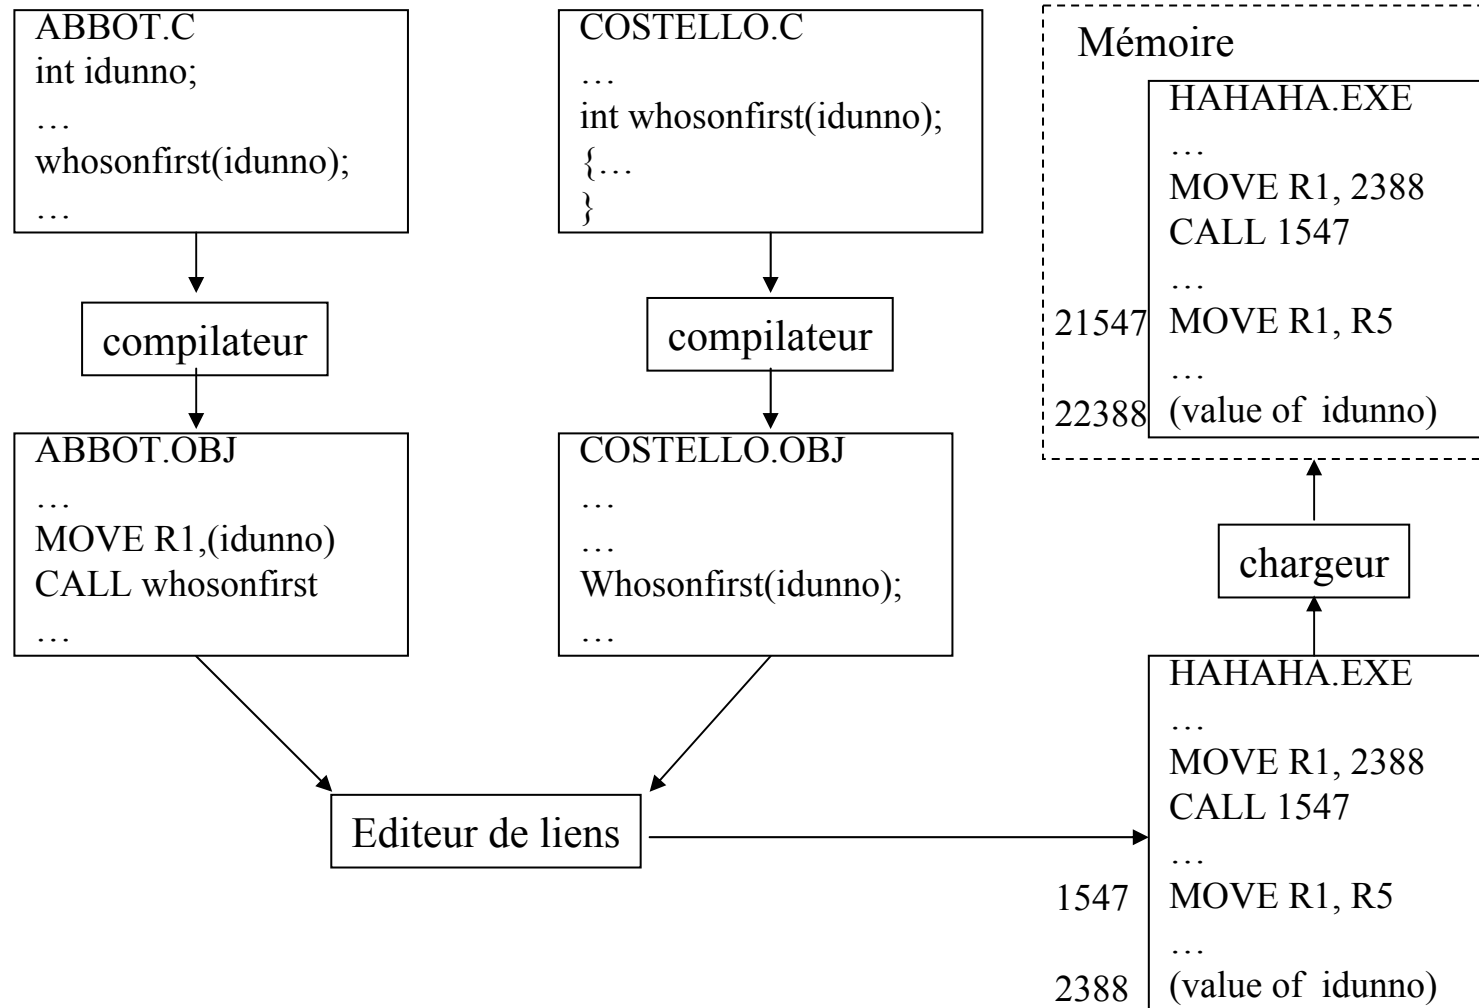 ABBOT.C
int idunno;
…
whosonfirst(idunno);
…
COSTELLO.C
…
int whosonfirst(idunno);
{…
}
compilateur
compilateur
ABBOT.OBJ
…
MOVE R1,(idunno)
CALL whosonfirst
…
COSTELLO.OBJ
…
…
Whosonfirst(idunno);
…
Editeur de liens
HAHAHA.EXE
…
MOVE R1, 2388
CALL 1547
…
1547 MOVE R1, R5
…
2388 (value of idunno)
chargeur
Mémoire
HAHAHA.EXE
…
MOVE R1, 2388
CALL 1547
…
21547 MOVE R1, R5
…
22388 (value of idunno)